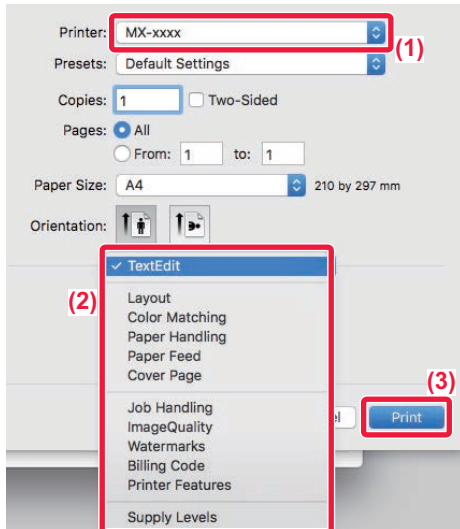 Printer: MX-xxxx
(1)
Presets: Default Settings
Copies: 1 Two-Sided
Pages: All
From: 1 to: 1
Paper Size: A4 210 by 297 mm
Orientation:
TextEdit
(2)
Layout
Color Matching
Paper Handling
Paper Feed
Cover Page
(3)
Job Handling
ImageQuality
Watermarks
Billing Code
Printer Features
Print
Supply Levels